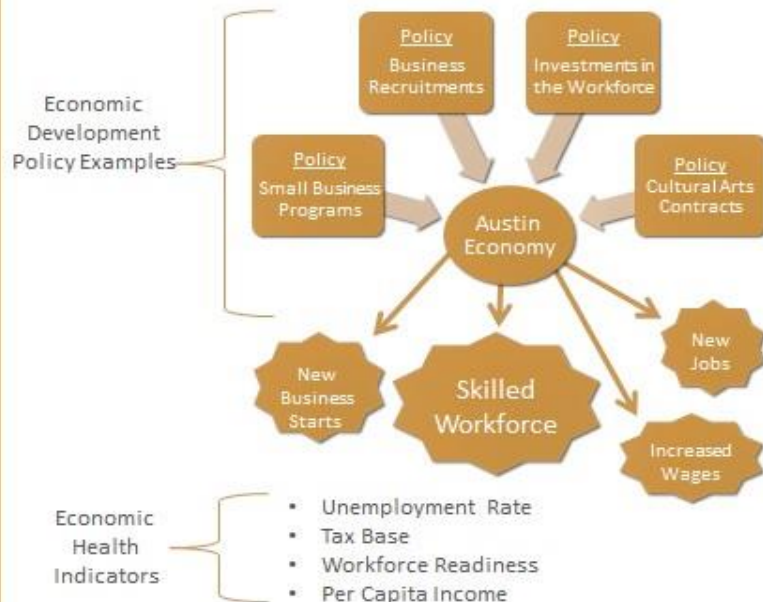 Economic
Development
Policy Examples
Policy
Business
Recruitments
Policy
Investments in
the Workforce
Policy
Small Business
Programs
Policy
Cultural Arts
Contracts
Austin
Economy
New
Business
Starts
Skilled
Workforce
New
Jobs
Increased
Wages
Economic
Health
Indicators
• Unemployment Rate
• Tax Base
• Workforce Readiness
• Per Capita Income